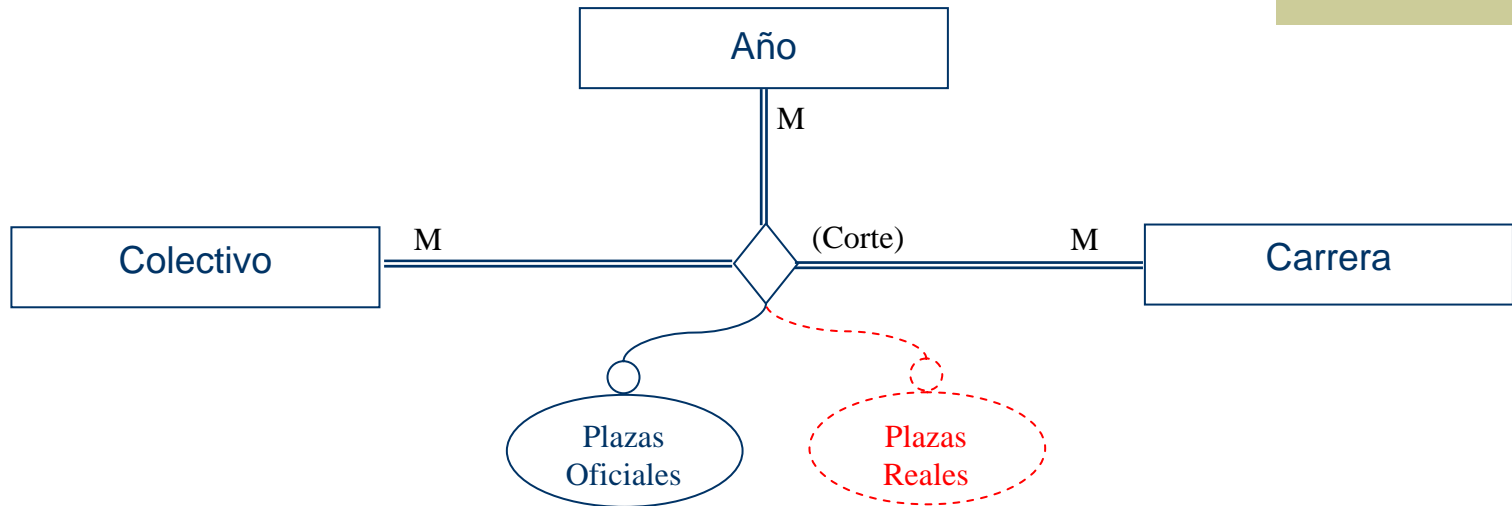 Año
M
Colectivo
M
(Corte)
M
Carrera
Plazas
Oficiales
Plazas
Reales